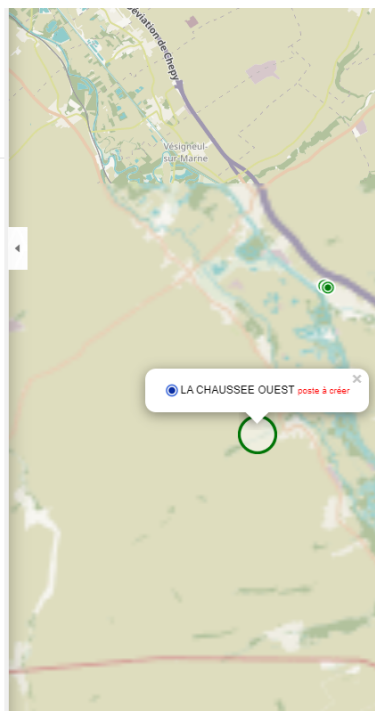 Déviation de Chepy
Vésigneul-
sur-Marne
LA CHAUSSEE OUEST poste à créer
×